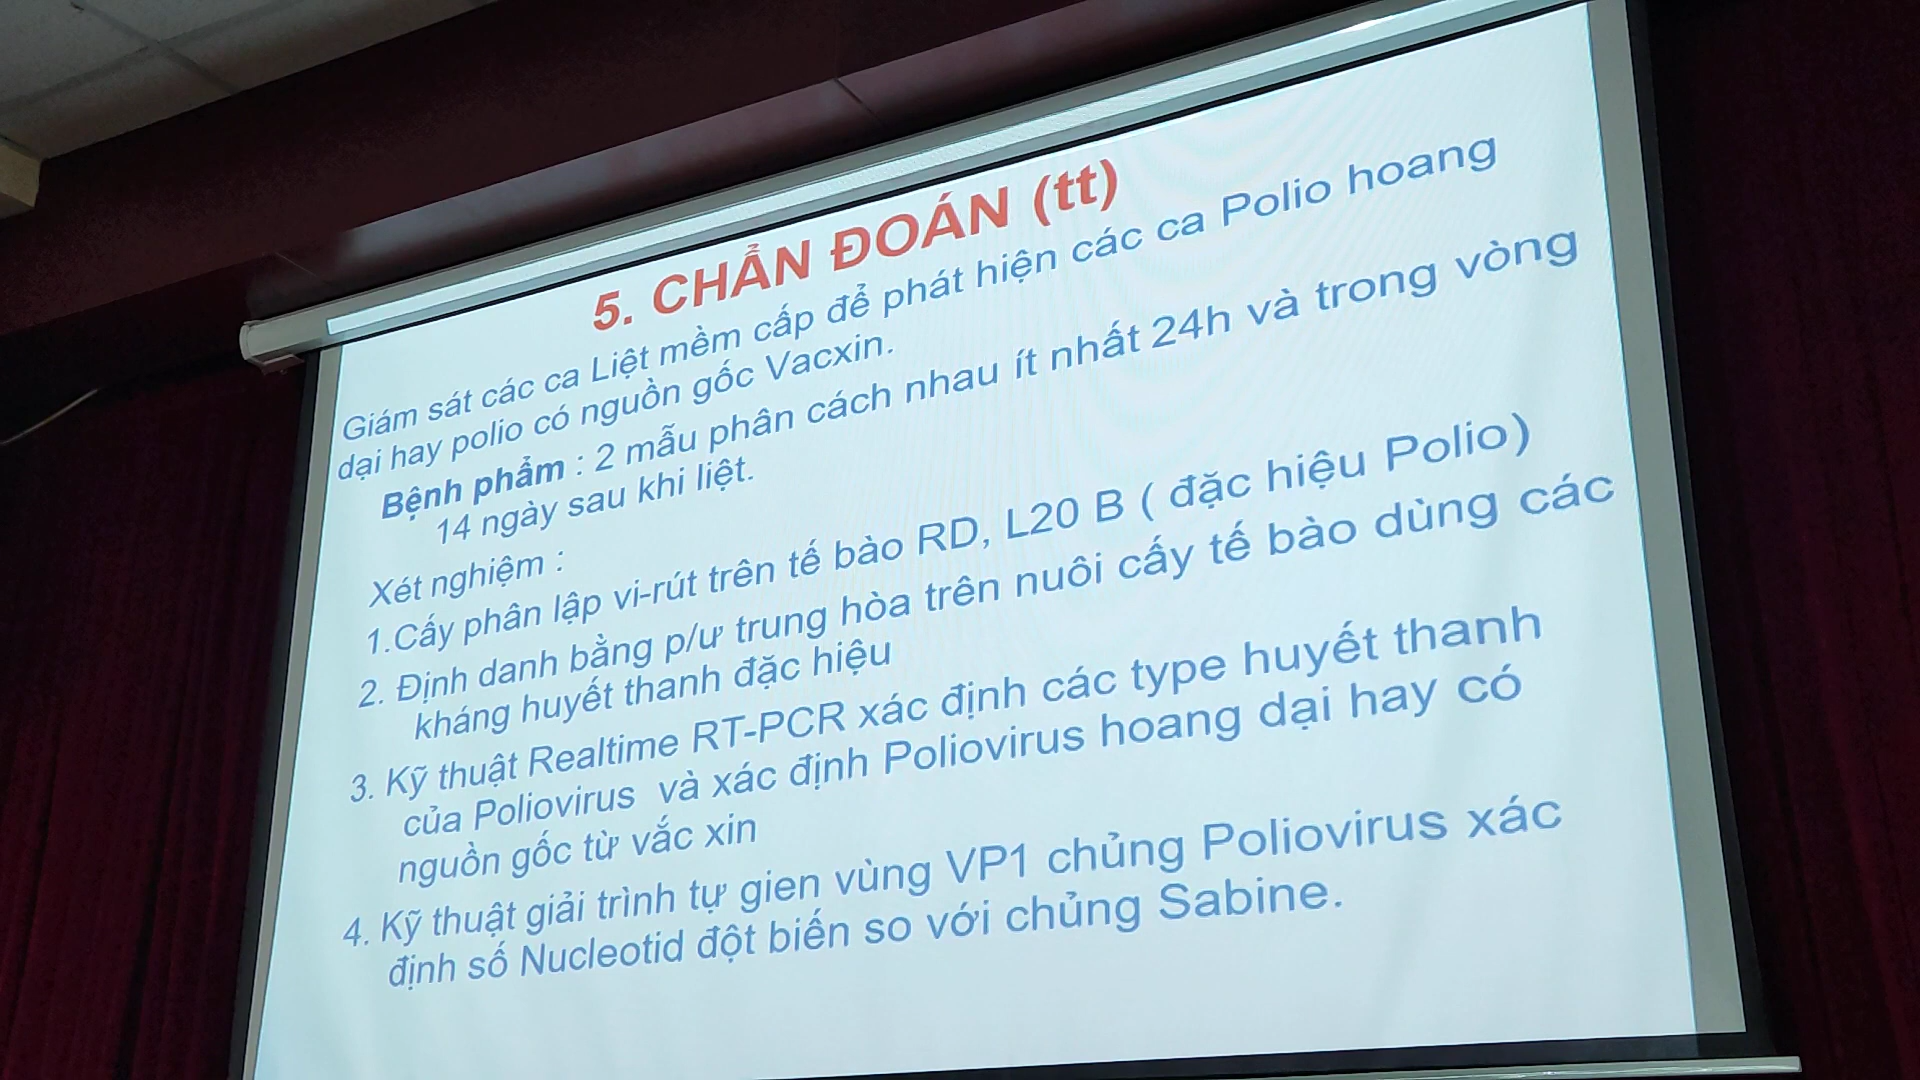 5. CHẨN ĐOÁN (tt)
Giám sát các ca Liệt mềm cấp để phát hiện các ca Polio hoang
dại hay polio có nguồn gốc Vacxin.
Bệnh phẩm : 2 mẫu phân cách nhau ít nhất 24h và trong vòng
14 ngày sau khi liệt.
Xét nghiệm :
1.Cấy phân lập vi-rút trên tế bào RD, L20 B ( đặc hiệu Polio)
2. Định danh bằng p/ư trung hòa trên nuôi cấy tế bào dùng các
kháng huyết thanh đặc hiệu
3. Kỹ thuật Realtime RT-PCR xác định các type huyết thanh
của Poliovirus và xác định Poliovirus hoang dại hay có
nguồn gốc từ vắc xin
4. Kỹ thuật giải trình tự gien vùng VP1 chủng Poliovirus xác
định số Nucleotid đột biến so với chủng Sabine.